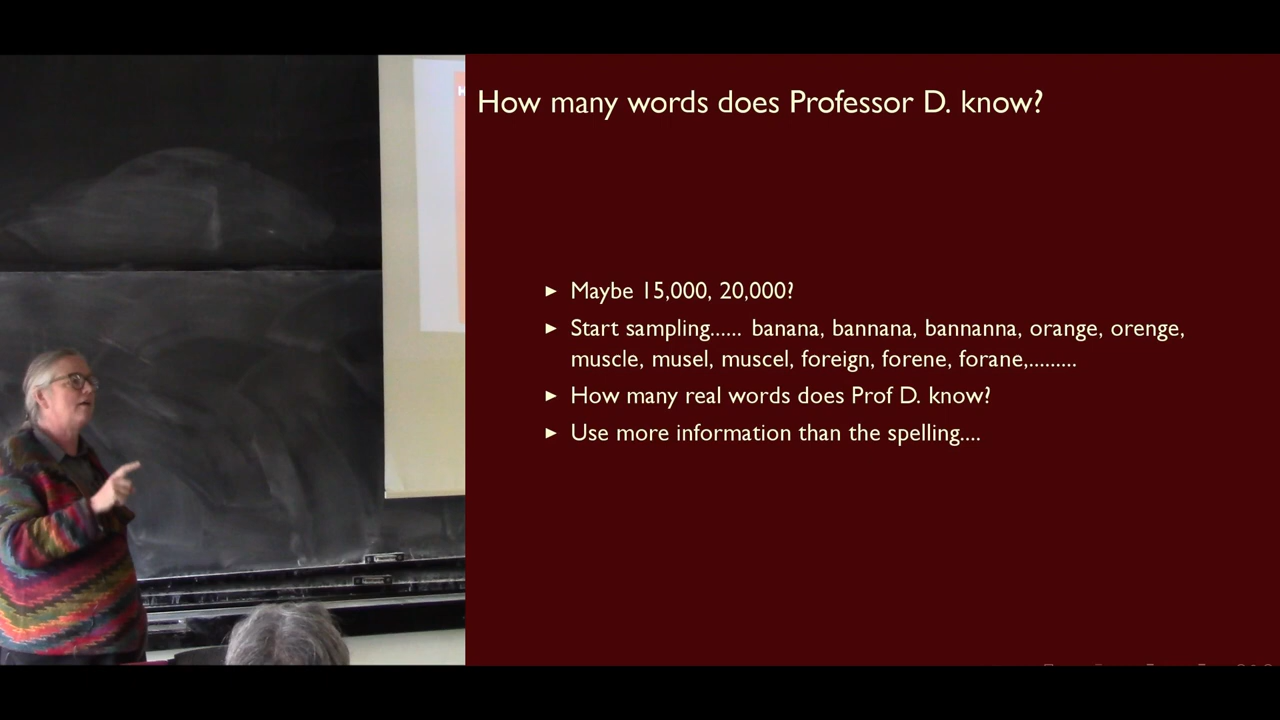 How many words does Professor D. know?
► Maybe 15,000, 20,000?
► Start sampling...... banana, bannana, bannanna, orange, orenge,
muscle, musel, muscel, foreign, forene, forane,.........
► How many real words does Prof D. know?
► Use more information than the spelling....